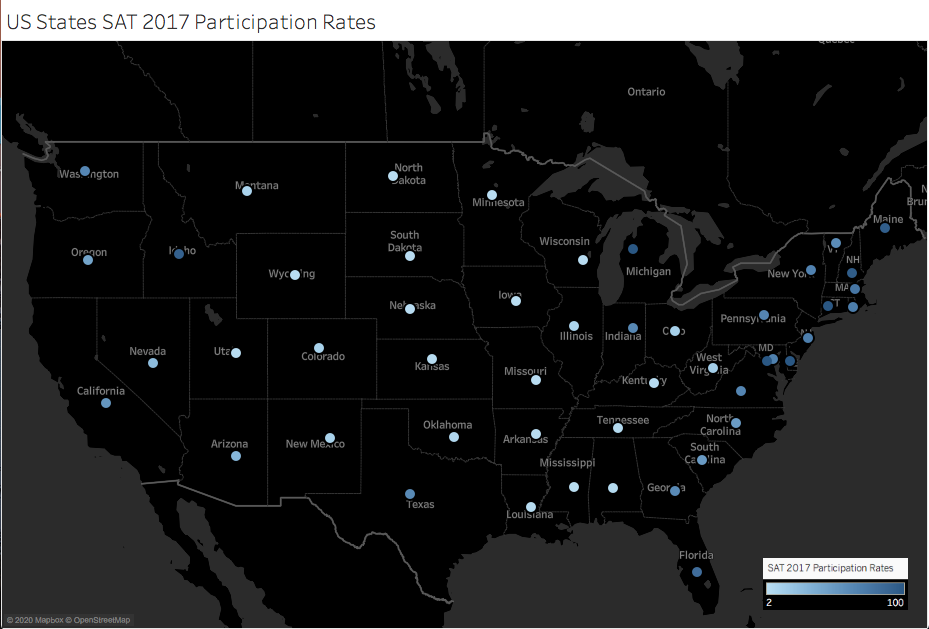 US States SAT 2017 Participation Rates
Ontario
Washington
Montana
North
Dakota
Minnesota
Maine
Oregon
Idaho
South
Dakota
Wisconsin
Michigan
VT
NH
New York
MA
CT
Wyoming
Nebraska
Iowa
Illinois
Indiana
Pennsylvania
Nevada
Utah
Colorado
Kansas
Missouri
West
Virginia
MD
California
Kentucky
Arizona
New Mexico
Oklahoma
Arkansas
Tennessee
North
Carolina
South
Carolina
Mississippi
Georgia
Texas
Louisiana
Florida
SAT 2017 Participation Rates
2 100
© 2020 Mapbox © OpenStreetMap